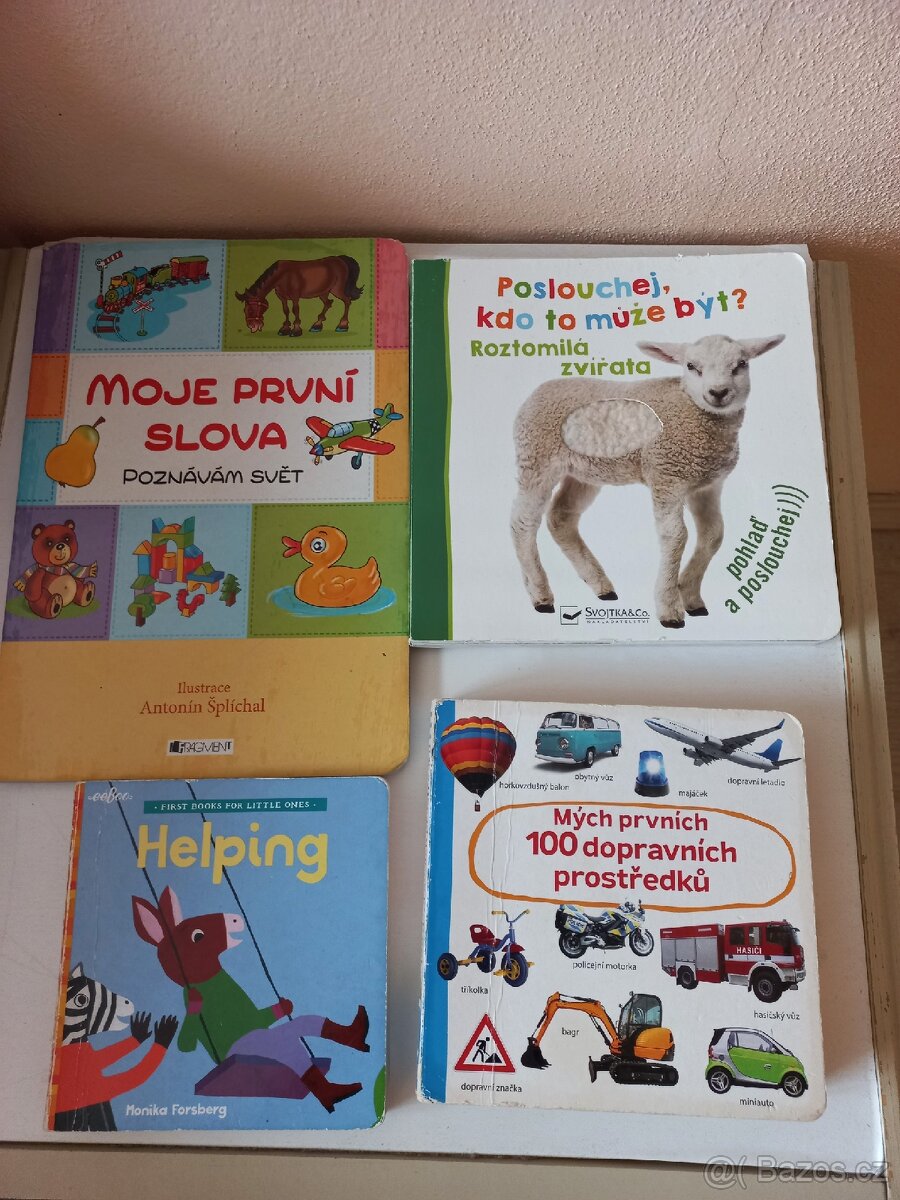 MOJE PRVNÍ
SLOVA
POZNÁVÁM SVĚT
Ilustrace
Antonín Šplíchal
FRAGMENT
Poslouchej,
kdo to může být?
Roztomilá
zvířata
pohlaď
a poslouchej))))
SVOJTKA&Co.
NAKLADATELSTVÍ
eeBoo
· FIRST BOOKS FOR LITTLE ONES ·
Helping
Monika Forsberg
horkovzdušný balon
obytný vůz
majáček
dopravní letadlo
Mých prvních
100 dopravních
prostředků
tříkolka
policejní motorka
HASIČI
hasičský vůz
bagr
dopravní značka
miniauto
@( Bazos.cz